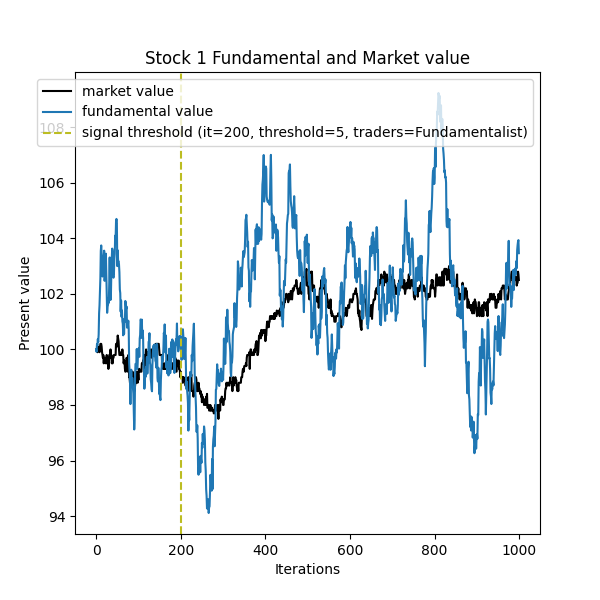 Stock 1 Fundamental and Market value
market value
fundamental value
signal threshold (it=200, threshold=5, traders=Fundamentalist)
108
106
104
102
100
98
96
94
Present value
0 200 400 600 800 1000
Iterations